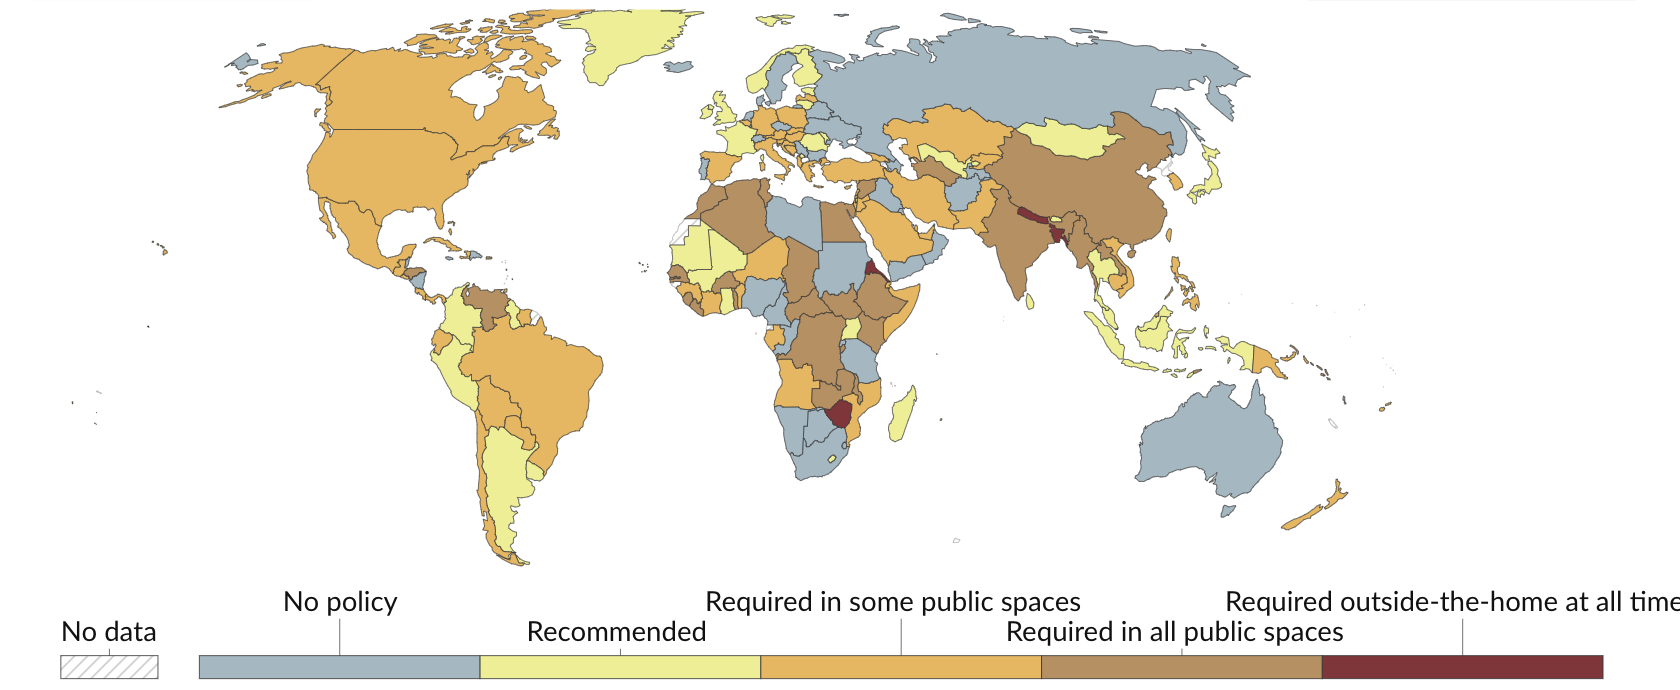 No policy
Required in some public spaces
Required outside-the-home at all time
No data
Recommended
Required in all public spaces